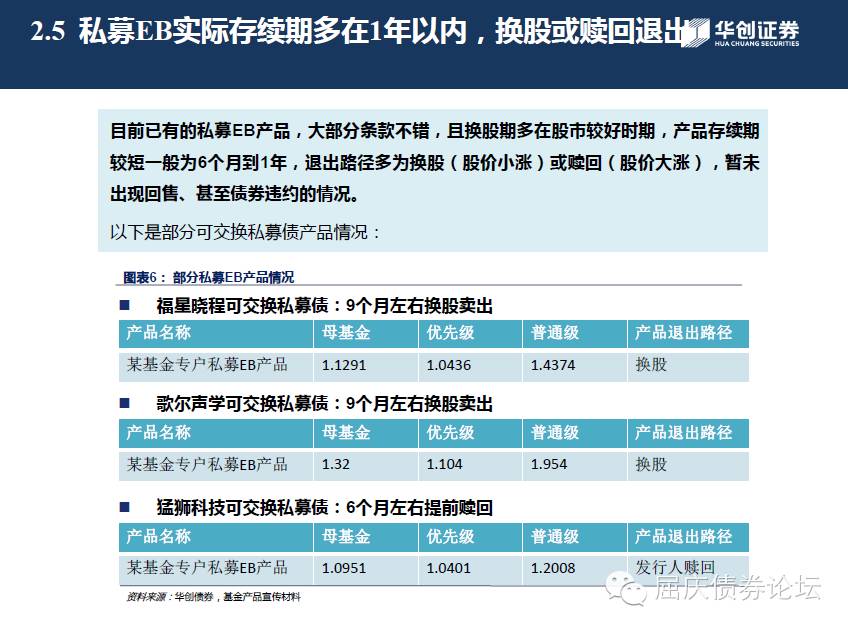 2.5 私募EB实际存续期多在1年以内，换股或赎回退出
华创证券
HUA CHUANG SECURITIES
目前已有的私募EB产品，大部分条款不错，且换股期多在股市较好时期，产品存续期
较短一般为6个月到1年，退出路径多为换股（股价小涨）或赎回（股价大涨），暂未
出现回售、甚至债券违约的情况。
以下是部分可交换私募债产品情况：
图表6： 部分私募EB产品情况
■ 福星晓程可交换私募债：9个月左右换股卖出
产品名称 母基金 优先级 普通级 产品退出路径
某基金专户私募EB产品 1.1291 1.0436 1.4374 换股
■ 歌尔声学可交换私募债：9个月左右换股卖出
产品名称 母基金 优先级 普通级 产品退出路径
某基金专户私募EB产品 1.32 1.104 1.954 换股
■ 猛狮科技可交换私募债：6个月左右提前赎回
产品名称 母基金 优先级 普通级 产品退出路径
某基金专户私募EB产品 1.0951 1.0401 1.2008 发行人赎回
资料来源：华创债券，基金产品宣传材料
屈庆债券论坛